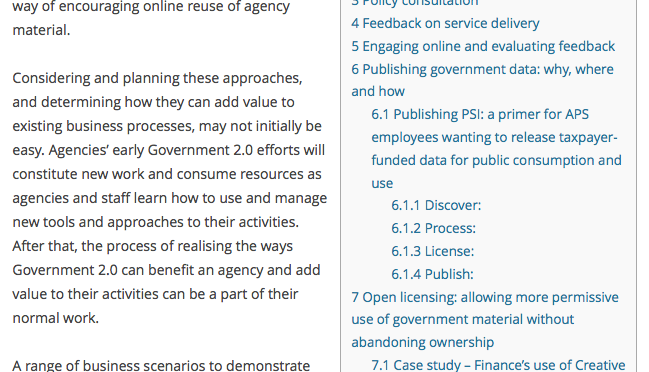 way of encouraging online reuse of agency
material.
Considering and planning these approaches,
and determining how they can add value to
existing business processes, may not initially be
easy. Agencies’ early Government 2.0 efforts will
constitute new work and consume resources as
agencies and staff learn how to use and manage
new tools and approaches to their activities.
After that, the process of realising the ways
Government 2.0 can benefit an agency and add
value to their activities can be a part of their
normal work.
A range of business scenarios to demonstrate
3 Policy consultation
4 Feedback on service delivery
5 Engaging online and evaluating feedback
6 Publishing government data: why, where
and how
6.1 Publishing PSI: a primer for APS
employees wanting to release taxpayer-
funded data for public consumption and
use
6.1.1 Discover:
6.1.2 Process:
6.1.3 License:
6.1.4 Publish:
7 Open licensing: allowing more permissive
use of government material without
abandoning ownership
7.1 Case study – Finance’s use of Creative